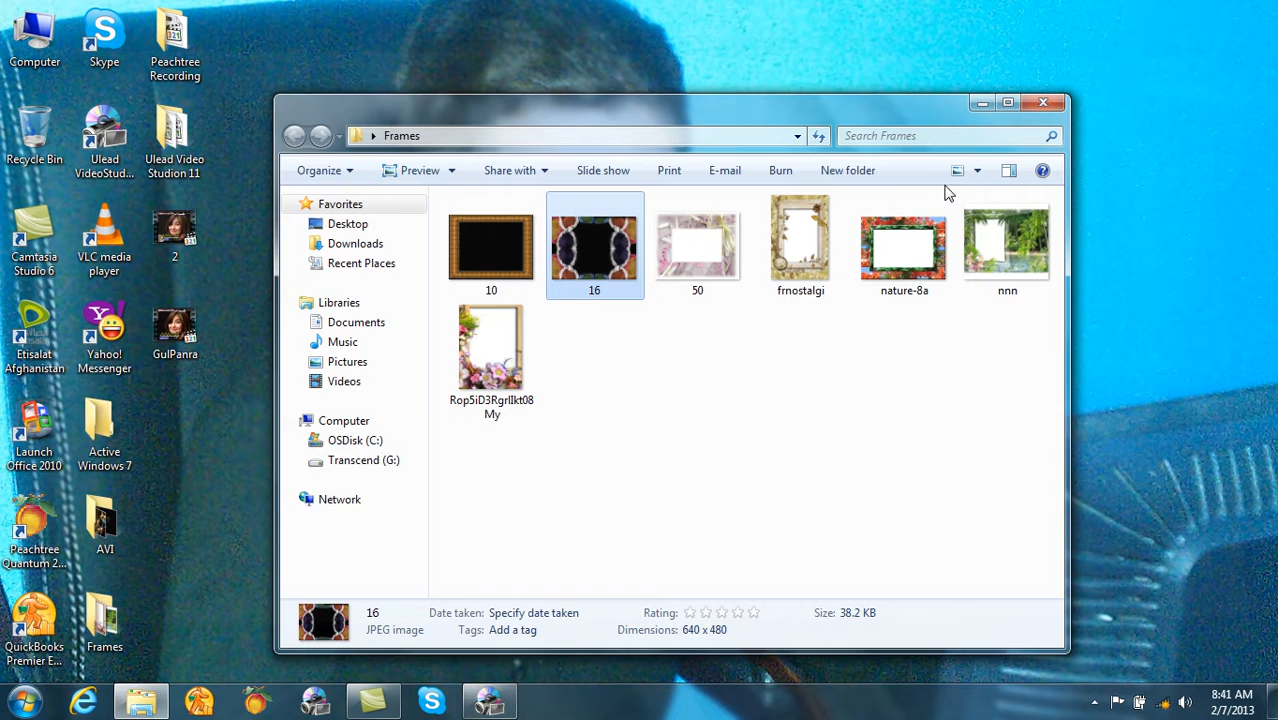 Computer
Skype
Peachtree
Recording
Recycle Bin
Ulead
VideoStud...
Ulead Video
Studion 11
Camtasia
Studio 6
VLC media
player
2
Etisalat
Afghanistan
Yahoo!
Messenger
GulPanra
Launch
Office 2010
Active
Windows 7
Peachtree
Quantum 2...
AVI
QuickBooks
Premier E...
Frames
Frames
Search Frames
Organize
Preview
Share with
Slide show
Print
E-mail
Burn
New folder
Favorites
Desktop
Downloads
Recent Places
Libraries
Documents
Music
Pictures
Videos
Computer
OSDisk (C:)
Transcend (G:)
Network
10
16
50
frnostalgi
nature-8a
nnn
My
16
Date taken: Specify date taken
Rating:
Size: 38.2 KB
JPEG image
Tags: Add a tag
Dimensions: 640 x 480
8:41 AM
2/7/2013